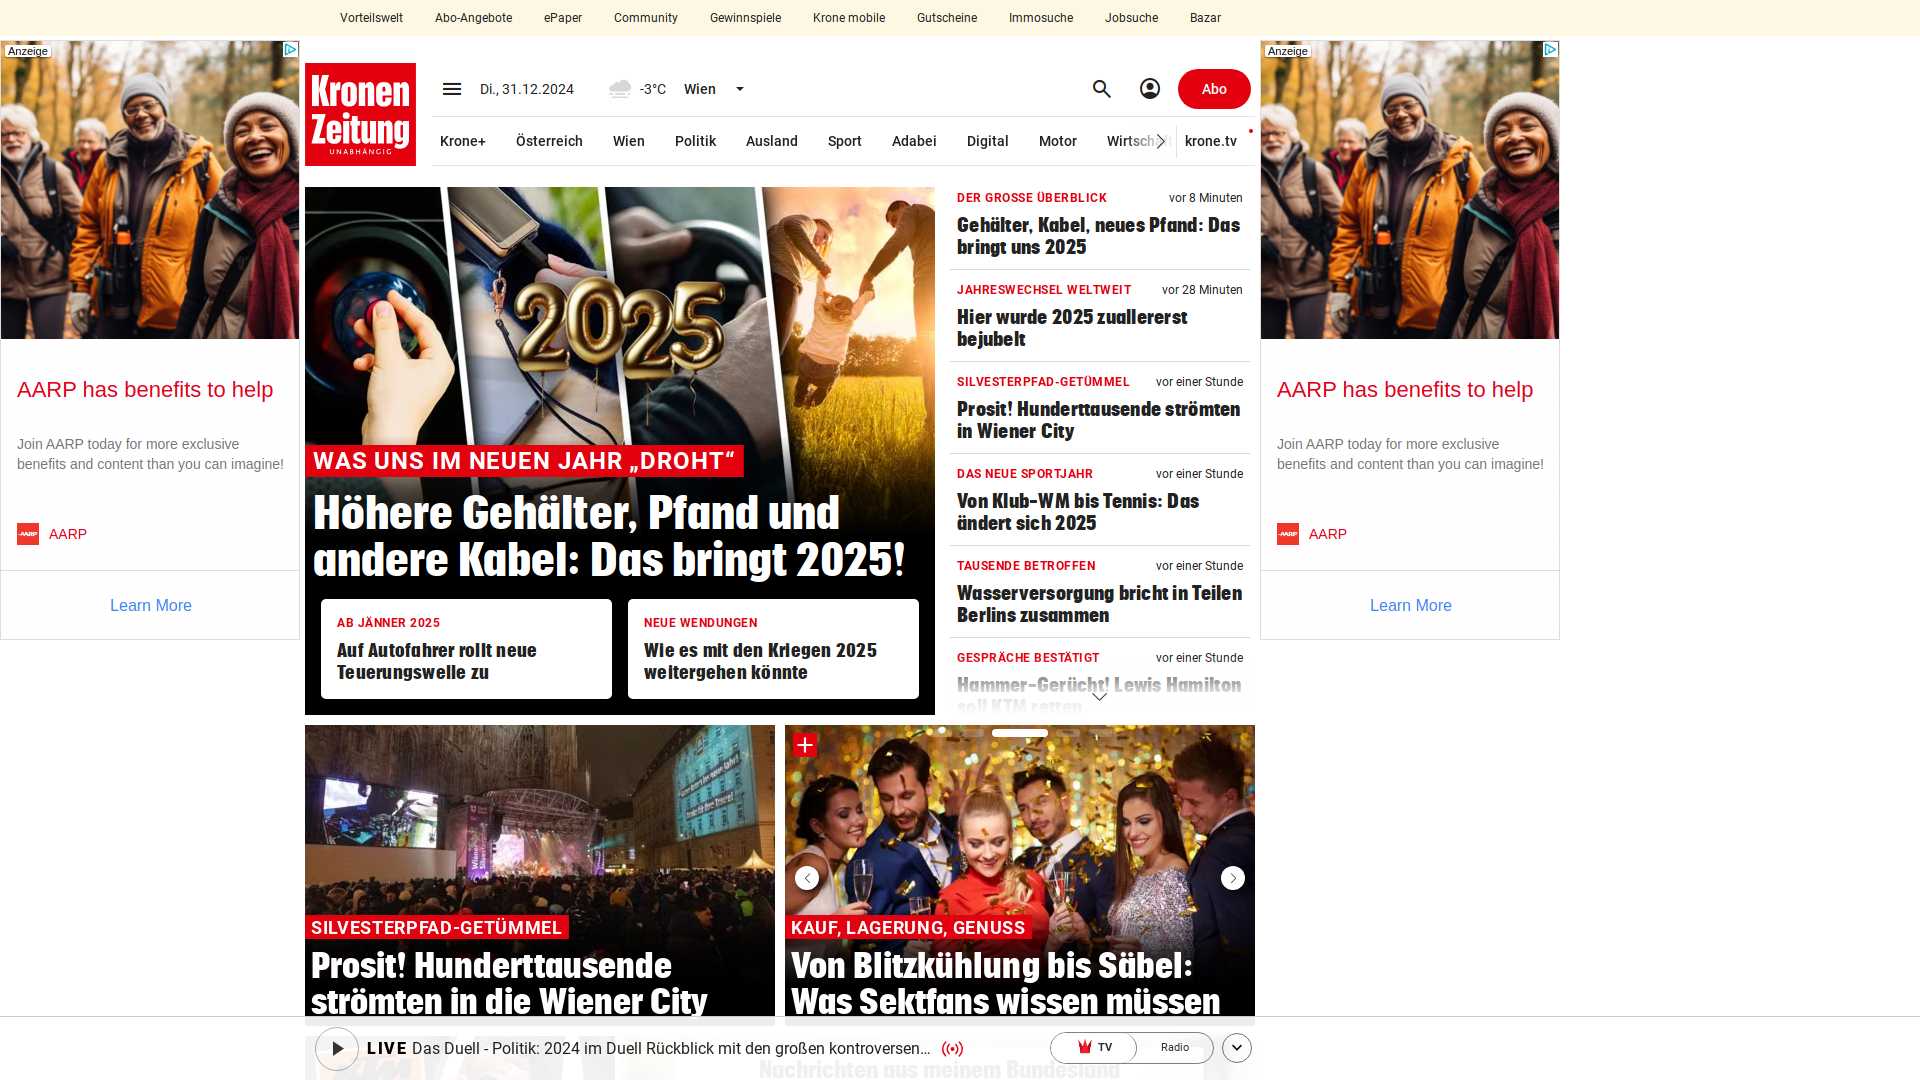 Vorteilswelt
Abo-Angebote
ePaper
Community
Gewinnspiele
Krone mobile
Gutscheine
Immosuche
Jobsuche
Bazar
Anzeige
AARP has benefits to help
Join AARP today for more exclusive
benefits and content than you can imagine!
AARP
AARP
Learn More
Kronen
Zeitung
UNABHÄNGIG
Di., 31.12.2024
-3°C
Wien
Abo
Krone+
Österreich
Wien
Politik
Ausland
Sport
Adabei
Digital
Motor
Wirtschaft
krone.tv
2025
WAS UNS IM NEUEN JAHR „DROHT“
Höhere Gehälter, Pfand und
andere Kabel: Das bringt 2025!
AB JÄNNER 2025
Auf Autofahrer rollt neue
Teuerungswelle zu
NEUE WENDUNGEN
Wie es mit den Kriegen 2025
weitergehen könnte
DER GROSSE ÜBERBLICK
vor 8 Minuten
Gehälter, Kabel, neues Pfand: Das
bringt uns 2025
JAHRESWECHSEL WELTWEIT
vor 28 Minuten
Hier wurde 2025 zuallererst
bejubelt
SILVESTERPFAD-GETÜMMEL
vor einer Stunde
Prosit! Hunderttausende strömten
in Wiener City
DAS NEUE SPORTJAHR
vor einer Stunde
Von Klub-WM bis Tennis: Das
ändert sich 2025
TAUSENDE BETROFFEN
vor einer Stunde
Wasserversorgung bricht in Teilen
Berlins zusammen
GESPRÄCHE BESTÄTIGT
vor einer Stunde
Hammer-Gerücht! Lewis Hamilton
soll KTM retten
Anzeige
AARP has benefits to help
Join AARP today for more exclusive
benefits and content than you can imagine!
AARP
AARP
Learn More
SILVESTERPFAD-GETÜMMEL
Prosit! Hunderttausende
strömten in die Wiener City
KAUF, LAGERUNG, GENUSS
Von Blitzkühlung bis Säbel:
Was Sektfans wissen müssen
LIVE Das Duell - Politik: 2024 im Duell Rückblick mit den großen kontroversen...
TV
Radio
Nachrichten aus meinem Bundesland